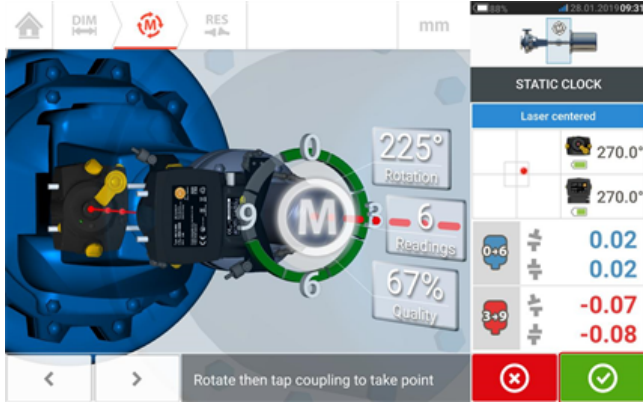 DIM
M
RES
mm
88%
28.01.2019 09:31
STATIC CLOCK
Laser centered
270.0°
270.0°
0
3
6
9
M
225°
Rotation
6
Readings
67%
Quality
0→6
0.02
0.02
3→9
-0.07
-0.08
Rotate then tap coupling to take point